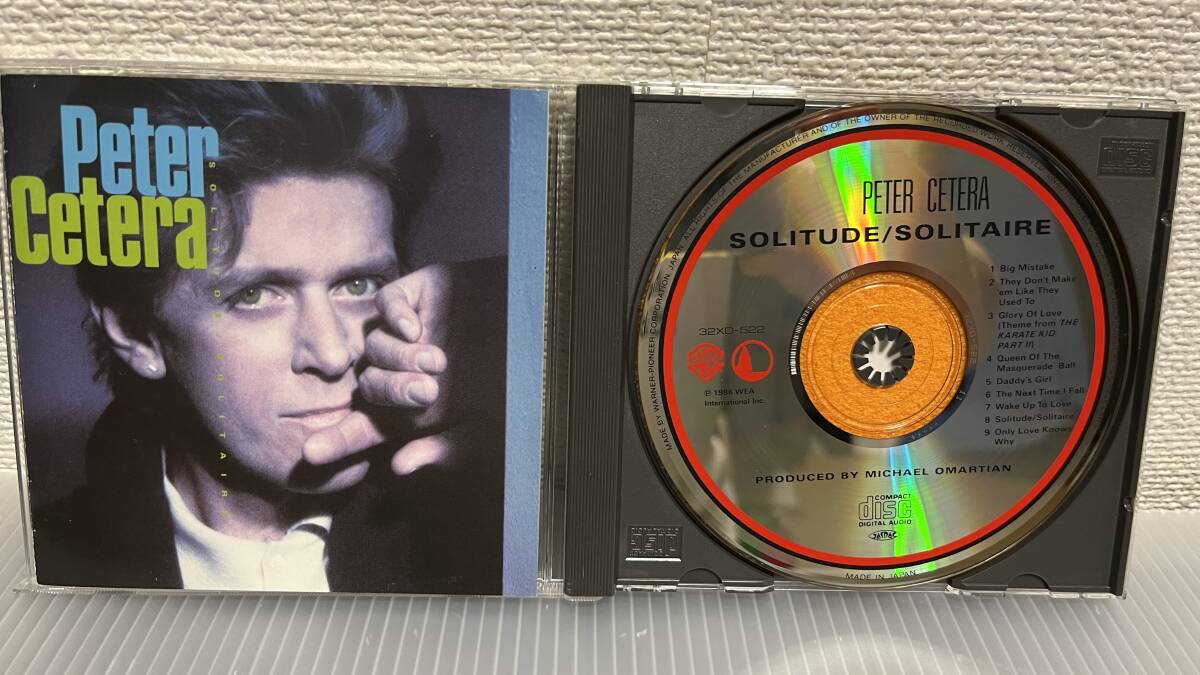 Peter
Cetera
SOLITUDE SOLITAIRE
MADE BY WARNER-PIONEER CORPORATION JAPAN ALL RIGHTS OF THE MANUFACTURER AND OF THE OWNER OF THE RECORDED WORK RESERVED
PETER CETERA
SOLITUDE/SOLITAIRE
32XD-522
℗ 1986 WEA
International Inc.
1 Big Mistake
2 They Don't Make
'em Like They
Used To
3 Glory Of Love
(Theme from THE
KARATE KID
PART II)
4 Queen Of The
Masquerade Ball
5 Daddy's Girl
6 The Next Time I Fall
7 Wake Up To Love
8 Solitude/Solitaire
9 Only Love Knows
Why
PRODUCED BY MICHAEL OMARTIAN
COMPACT
disc
DIGITAL AUDIO
JASRAC
MADE IN JAPAN